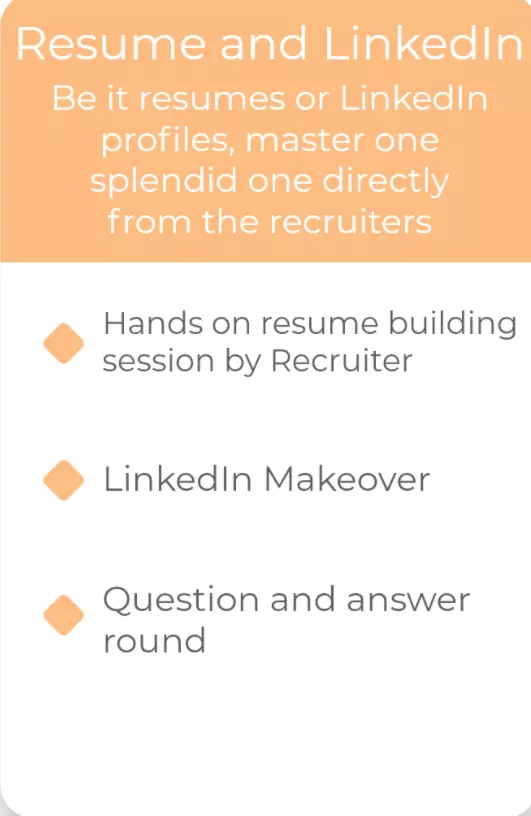 Resume and LinkedIn
Be it resumes or LinkedIn
profiles, master one
splendid one directly
from the recruiters
Hands on resume building
session by Recruiter
LinkedIn Makeover
Question and answer
round